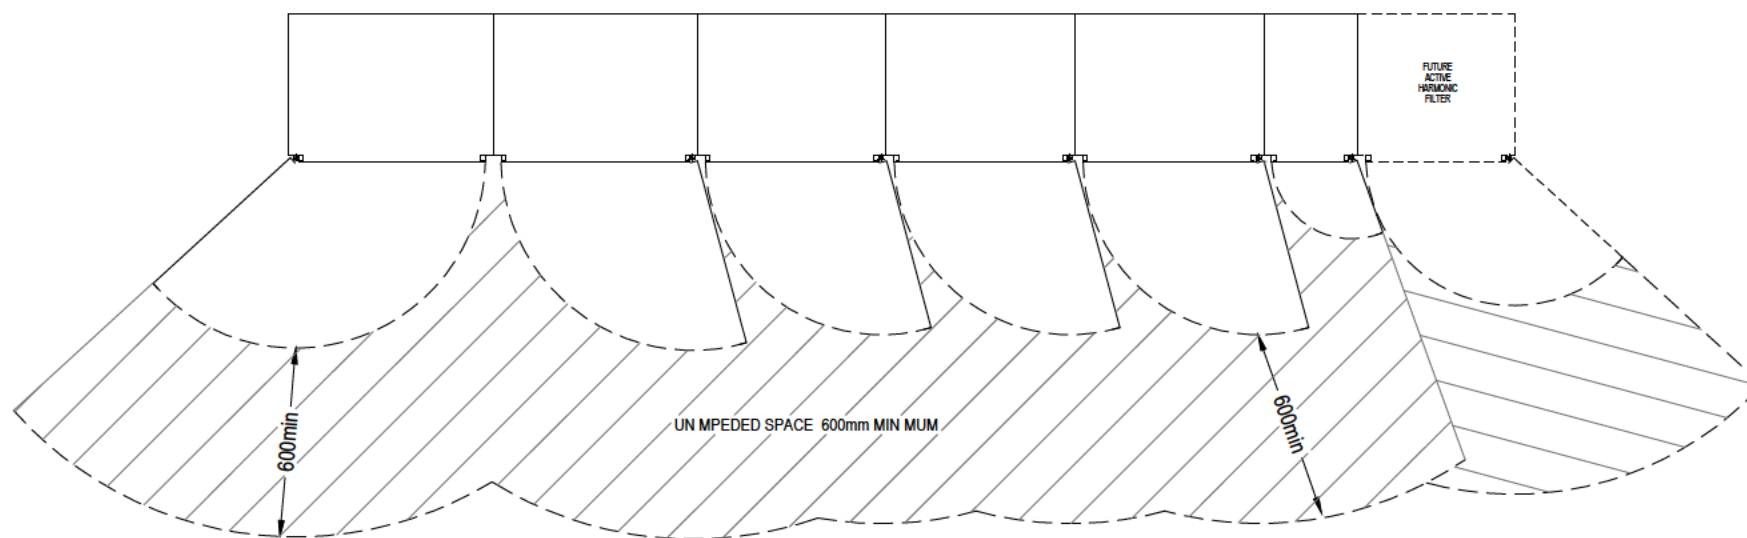 FUTURE
ACTIVE
HARMONIC
FILTER
600min
UN MPEDED SPACE 600mm MIN MUM
600min